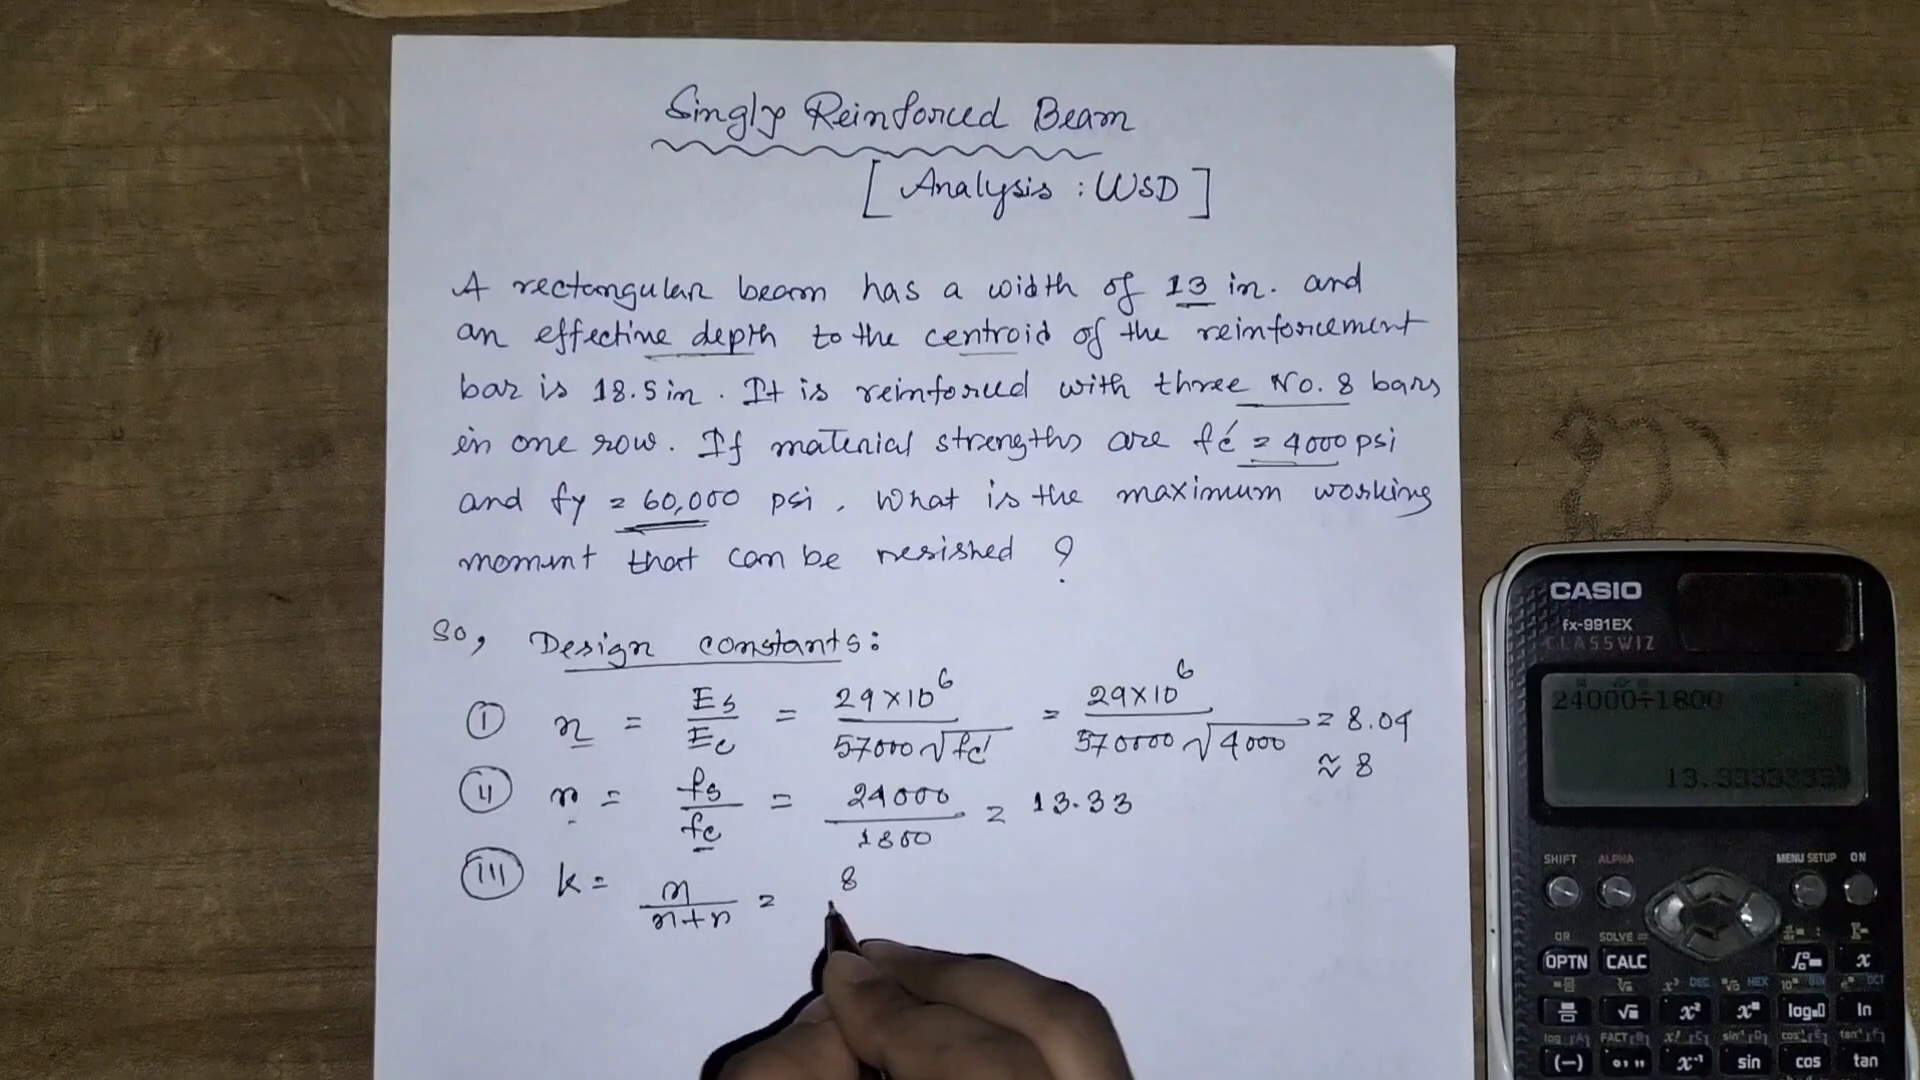 Singly Reinforced Beam
[Analysis : WSD]
A rectangular beam has a width of 13 in. and
an effective depth to the centroid of the reinforcement
bar is 18.5 in. It is reinforced with three No. 8 bars
in one row. If material strengths are fc' = 4000 psi
and fy = 60,000 psi, What is the maximum working
moment that can be resished ?
So, Design constants:
(I) n = Es/Ec = 29×10^6 / 57000√fc' = 29×10^6 / 570000√4000 = 8.04
≈ 8
(II) r = fs/fc = 24000/1800 = 13.33
(III) k = n/(n+r) = 8
CASIO
fx-991EX
CLASSWIZ
24000÷1800
13.33333333
SHIFT ALPHA MENU SETUP ON
SOLVE =
OPTN CALC x
log ln
(−) sin cos tan